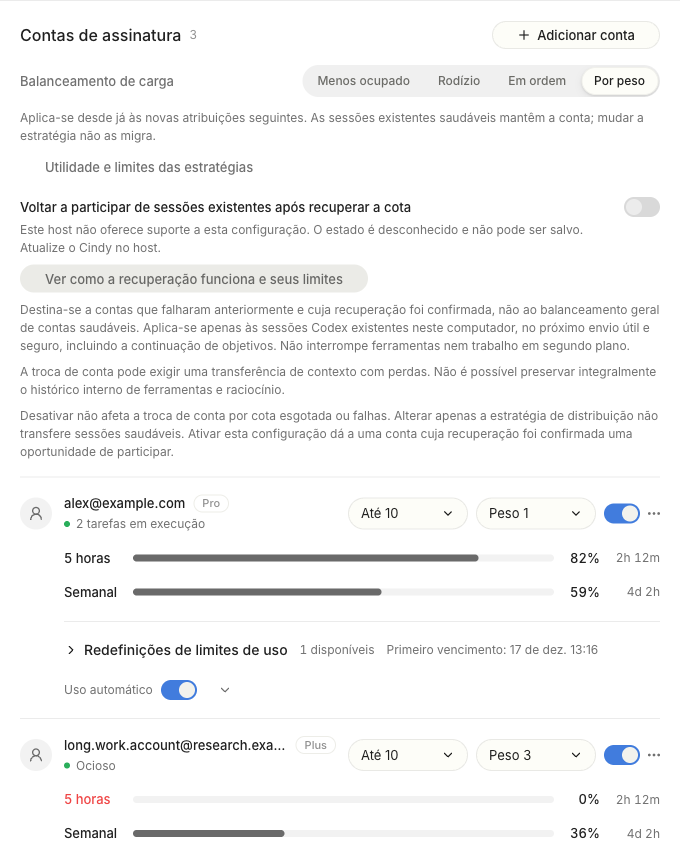 Contas de assinatura 3
+ Adicionar conta
Balanceamento de carga
Menos ocupado Rodízio Em ordem Por peso
Aplica-se desde já às novas atribuições seguintes. As sessões existentes saudáveis mantêm a conta; mudar a
estratégia não as migra.
Utilidade e limites das estratégias
Voltar a participar de sessões existentes após recuperar a cota
Este host não oferece suporte a esta configuração. O estado é desconhecido e não pode ser salvo.
Atualize o Cindy no host.
Ver como a recuperação funciona e seus limites
Destina-se a contas que falharam anteriormente e cuja recuperação foi confirmada, não ao balanceamento geral
de contas saudáveis. Aplica-se apenas às sessões Codex existentes neste computador, no próximo envio útil e
seguro, incluindo a continuação de objetivos. Não interrompe ferramentas nem trabalho em segundo plano.
A troca de conta pode exigir uma transferência de contexto com perdas. Não é possível preservar integralmente
o histórico interno de ferramentas e raciocínio.
Desativar não afeta a troca de conta por cota esgotada ou falhas. Alterar apenas a estratégia de distribuição não
transfere sessões saudáveis. Ativar esta configuração dá a uma conta cuja recuperação foi confirmada uma
oportunidade de participar.
alex@example.com Pro
2 tarefas em execução
Até 10 Peso 1
5 horas 82% 2h 12m
Semanal 59% 4d 2h
Redefinições de limites de uso 1 disponíveis Primeiro vencimento: 17 de dez. 13:16
Uso automático
long.work.account@research.exa... Plus
Ocioso
Até 10 Peso 3
5 horas 0% 2h 12m
Semanal 36% 4d 2h